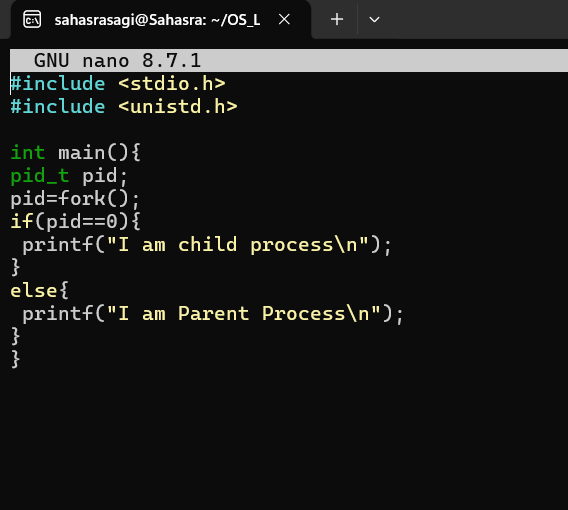 sahasrasagi@Sahasra: ~/OS_L
GNU nano 8.7.1
#include <stdio.h>
#include <unistd.h>

int main(){
pid_t pid;
pid=fork();
if(pid==0){
 printf("I am child process\n");
}
else{
 printf("I am Parent Process\n");
}
}